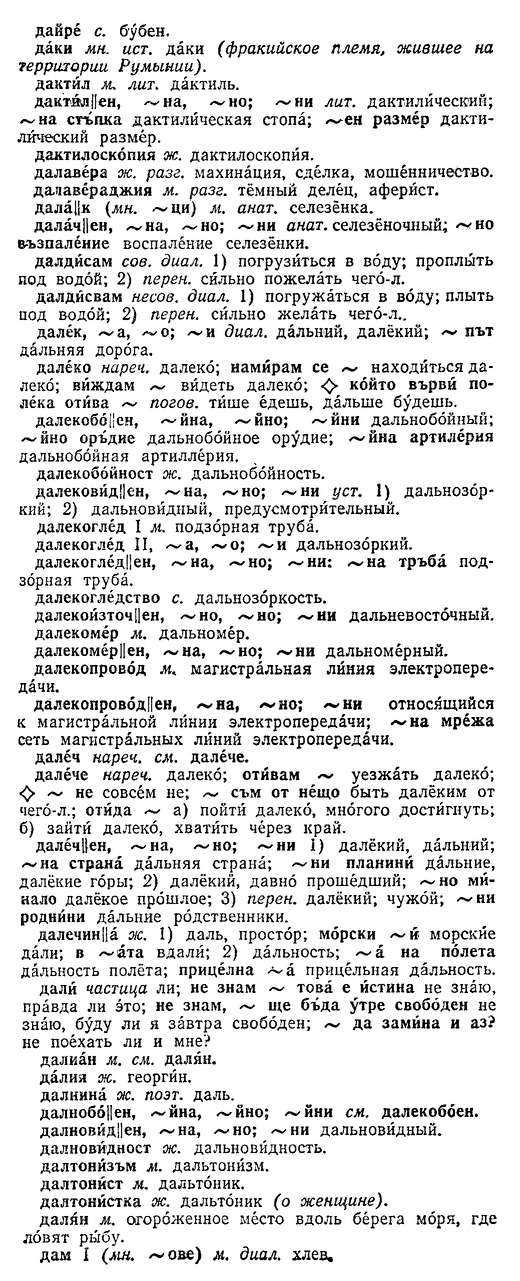 дайре́ с. бу́бен.
да́ки мн. ист. да́ки (фракийское племя, жившее на
территории Румынии).
дакти́л м. лит. да́ктиль.
дакти́л||ен, ~на, ~но; ~ни лит. дактили́ческий;
~на стъ́пка дактили́ческая стопа́; ~ен разме́р дакти-
ли́ческий разме́р.
дактилоско́пия ж. дактилоскопи́я.
далаве́ра ж. разг. махина́ция, сде́лка, моше́нничество.
далаве́раджия м. разг. тёмный деле́ц, афери́ст.
дала́||к (мн. ~ци) м. анат. селезёнка.
дала́ч||ен, ~на, ~но; ~ни анат. селезёночный; ~но
възпале́ние воспале́ние селезёнки.
далди́сам сов. диал. 1) погрузи́ться в во́ду; проплы́ть
под водо́й; 2) перен. си́льно пожела́ть чего́-л.
далди́свам несов. диал. 1) погружа́ться в во́ду; плыть
под водо́й; 2) перен. си́льно жела́ть чего́-л..
дале́к, ~а, ~о; ~и диал. да́льний, далёкий; ~ път
да́льняя доро́га.
дале́ко нареч. далеко́; нами́рам се ~ находи́ться да-
леко́; ви́ждам ~ ви́деть далеко́; ◇ ко́йто върви́ по-
ле́ка оти́ва ~ погов. ти́ше е́дешь, да́льше бу́дешь.
далекобо́||ен, ~йна, ~йно; ~йни дальнобо́йный;
~йно оръ́дие дальнобо́йное ору́дие; ~йна артиле́рия
дальнобо́йная артилле́рия.
далекобо́йност ж. дальнобо́йность.
далекови́д||ен, ~на, ~но; ~ни уст. 1) дальнозо́р-
кий; 2) дальнови́дный, предусмотри́тельный.
далекогле́д I м. подзо́рная труба́.
далекогле́д II, ~а, ~о; ~и дальнозо́ркий.
далекогле́д||ен, ~на, ~но; ~ни: ~на тръба́ под-
зо́рная труба́.
далекогле́дство с. дальнозо́ркость.
далекои́зточ||ен, ~но, ~но; ~ни дальневосто́чный.
далекоме́р м. дальноме́р.
далекоме́р||ен, ~на, ~но; ~ни дальноме́рный.
далекопрово́д м. магистра́льная ли́ния электропере-
да́чи.
далекопрово́д||ен, ~на, ~но; ~ни относя́щийся
к магистра́льной ли́нии электропереда́чи; ~на мре́жа
сеть магистра́льных ли́ний электропереда́чи.
дале́ч нареч. см. дале́че.
дале́че нареч. далеко́; оти́вам ~ уезжа́ть далеко́;
◇ ~ не совсе́м не; ~ съм от не́що быть далёким от
чего́-л.; оти́да ~ а) пойти́ далеко́, мно́гого дости́гнуть;
б) зайти́ далеко́, хвати́ть че́рез край.
дале́ч||ен, ~на, ~но; ~ни 1) далёкий, да́льний;
~на страна́ да́льняя страна́; ~ни планини́ да́льние,
далёкие го́ры; 2) далёкий, давно́ проше́дший; ~но ми́-
нало далёкое про́шлое; 3) перен. далёкий; чужо́й; ~ни
родни́ни да́льние ро́дственники.
далечин||а́ ж. 1) даль, просто́р; мо́рски ~и́ морски́е
да́ли; в ~а́та вдали́; 2) да́льность; ~а́ на по́лета
да́льность полёта; прице́лна ~а́ прице́льная да́льность.
дали́ частица ли; не знам ~ това́ е и́стина не зна́ю,
пра́вда ли э́то; не знам, ~ ще бъ́да у́тре свобо́ден не
зна́ю, бу́ду ли я за́втра свобо́ден; ~ да зами́на и аз?
не пое́хать ли и мне?
далиа́н м. см. даля́н.
да́лия ж. георги́н.
далнина́ ж. поэт. даль.
далнобо́||ен, ~йна, ~йно; ~йни см. далекобо́ен.
далнови́д||ен, ~на, ~но; ~ни дальнови́дный.
далнови́дност ж. дальнови́дность.
далтони́зъм м. дальтони́зм.
далтони́ст м. дальто́ник.
далтони́стка ж. дальто́ник (о женщине).
даля́н м. огоро́женное ме́сто вдоль бе́рега мо́ря, где
ло́вят ры́бу.
дам I (мн. ~ове) м. диал. хлев.